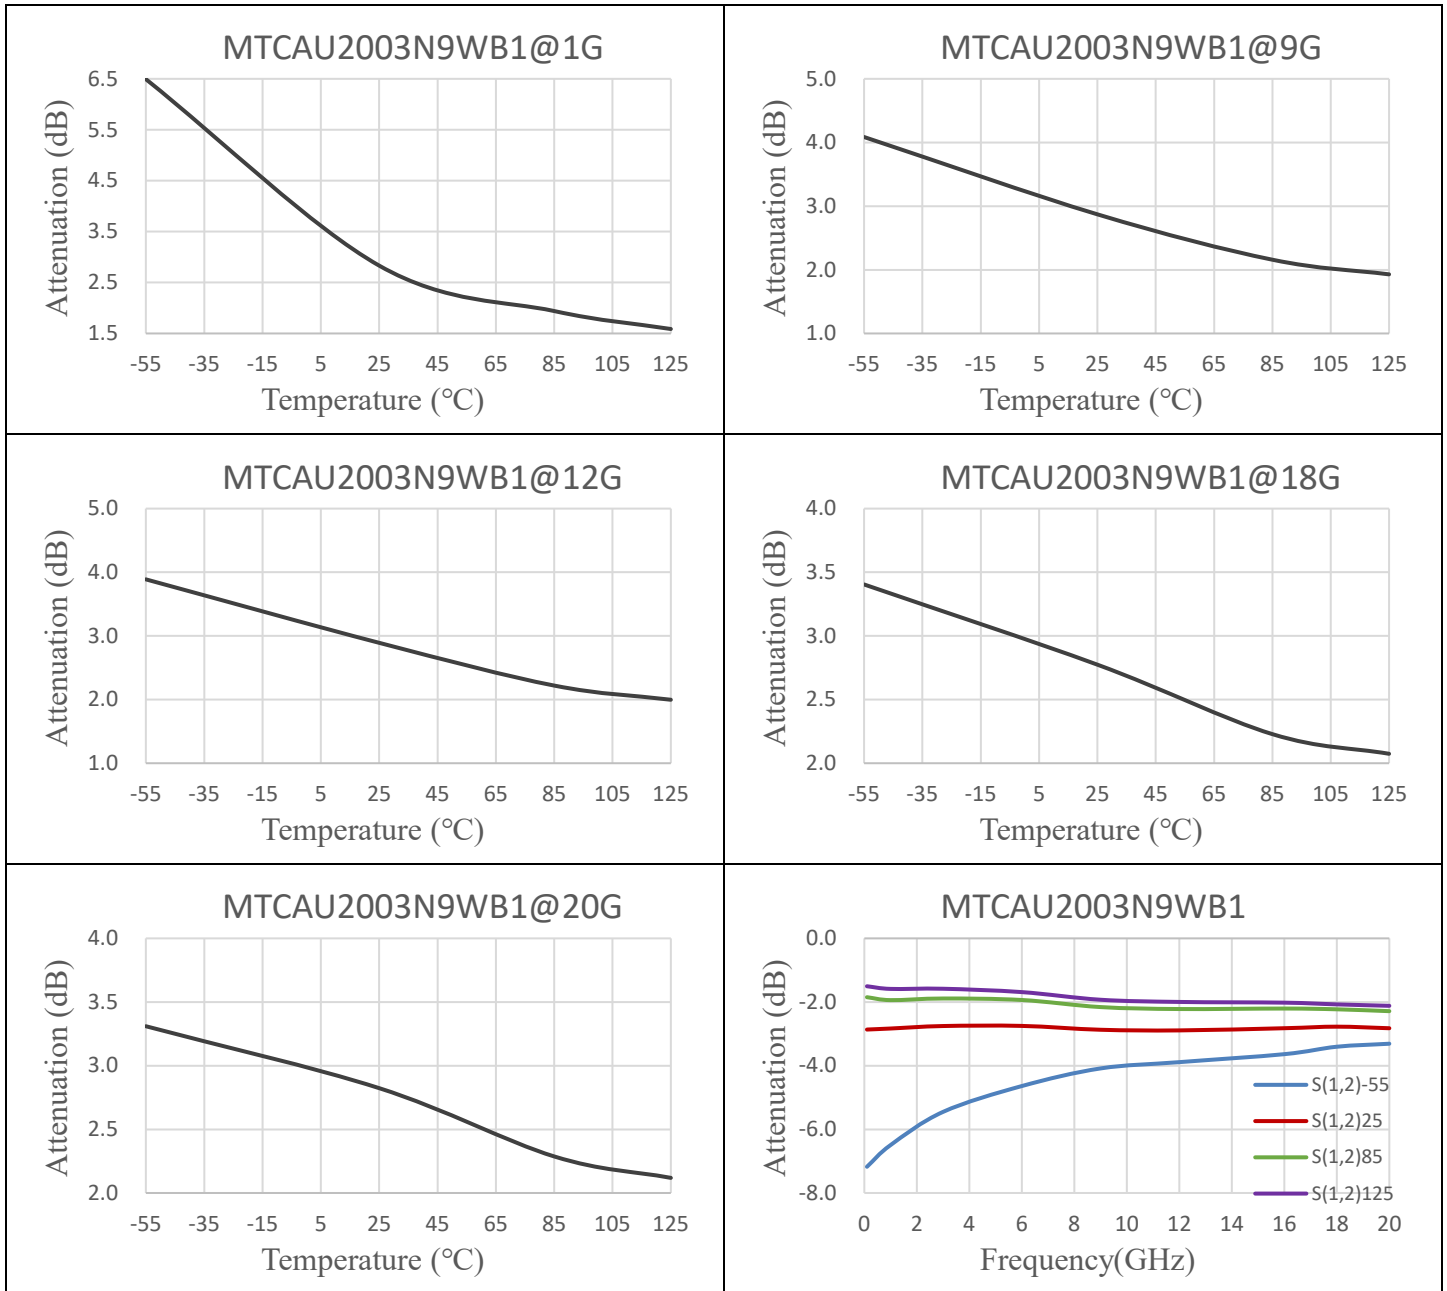 MTCAU2003N9WB1@1G
Attenuation (dB)
6.5
5.5
4.5
3.5
2.5
1.5
-55 -35 -15 5 25 45 65 85 105 125
Temperature (℃)
MTCAU2003N9WB1@9G
Attenuation (dB)
5.0
4.0
3.0
2.0
1.0
-55 -35 -15 5 25 45 65 85 105 125
Temperature (℃)
MTCAU2003N9WB1@12G
Attenuation (dB)
5.0
4.0
3.0
2.0
1.0
-55 -35 -15 5 25 45 65 85 105 125
Temperature (℃)
MTCAU2003N9WB1@18G
Attenuation (dB)
4.0
3.5
3.0
2.5
2.0
-55 -35 -15 5 25 45 65 85 105 125
Temperature (℃)
MTCAU2003N9WB1@20G
Attenuation (dB)
4.0
3.5
3.0
2.5
2.0
-55 -35 -15 5 25 45 65 85 105 125
Temperature (℃)
MTCAU2003N9WB1
Attenuation (dB)
0.0
-2.0
-4.0
-6.0
-8.0
S(1,2)-55
S(1,2)25
S(1,2)85
S(1,2)125
0 2 4 6 8 10 12 14 16 18 20
Frequency(GHz)